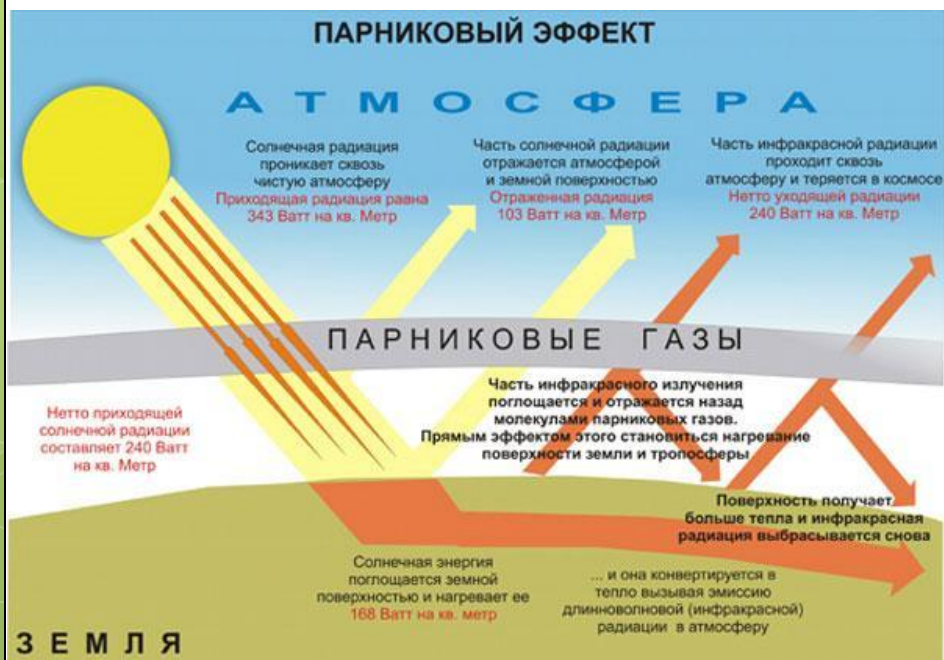 ПАРНИКОВЫЙ ЭФФЕКТ
АТМОСФЕРА
Солнечная радиация
проникает сквозь
чистую атмосферу
Приходящая радиация равна
343 Ватт на кв. Метр
Часть солнечной радиации
отражается атмосферой
и земной поверхностью
Отраженная радиация
103 Ватт на кв. Метр
Часть инфракрасной радиации
проходит сквозь
атмосферу и теряется в космосе
Нетто уходящей радиации
240 Ватт на кв. Метр
ПАРНИКОВЫЕ ГАЗЫ
Нетто приходящей
солнечной радиации
составляет 240 Ватт
на кв. Метр
Часть инфракрасного излучения
поглощается и отражается назад
молекулами парниковых газов.
Прямым эффектом этого становиться нагревание
поверхности земли и тропосферы
Поверхность получает
больше тепла и инфракрасная
радиация выбрасывается снова
Солнечная энергия
поглощается земной
поверхностью и нагревает ее
168 Ватт на кв. метр
... и она конвертируется в
тепло вызывая эмиссию
длинноволновой (инфракрасной)
радиации в атмосферу
ЗЕМЛЯ